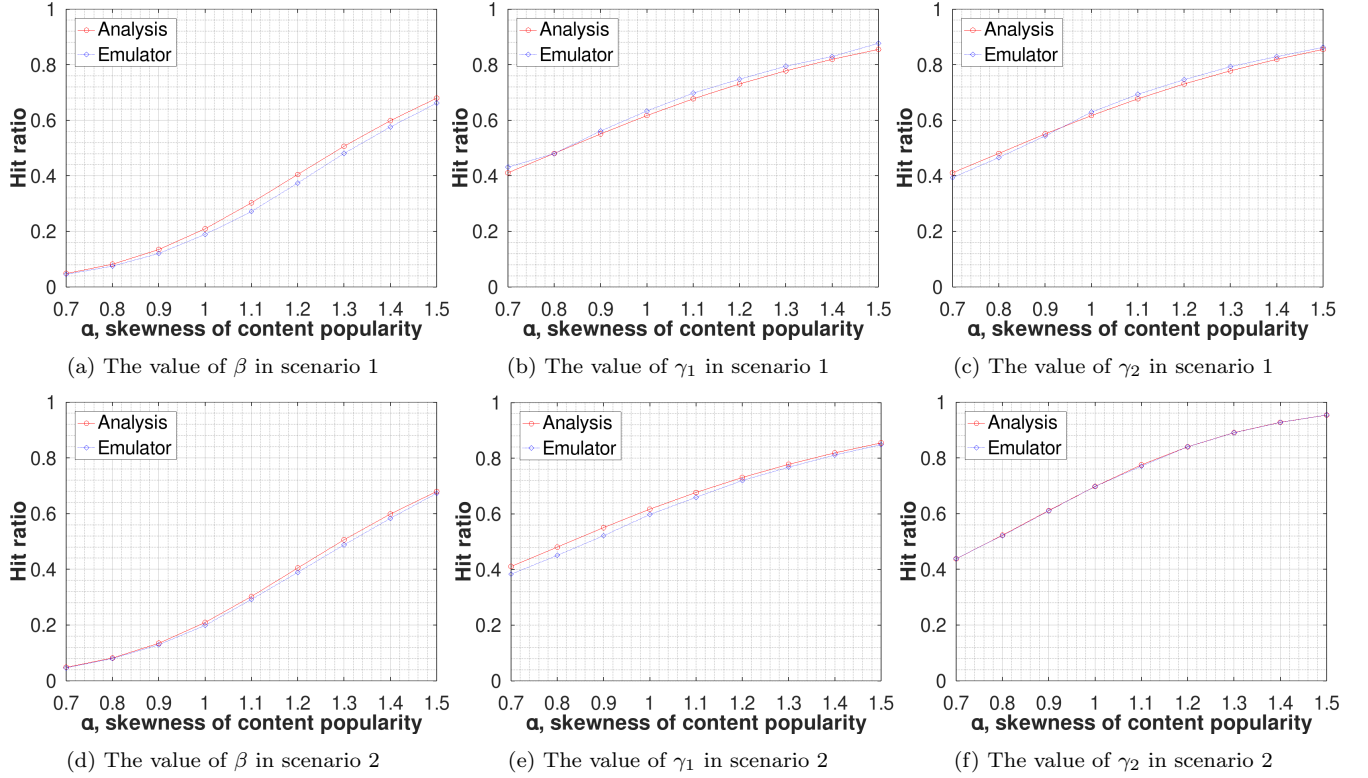 1
0.8
0.6
0.4
0.2
0
Hit ratio
Analysis
Emulator
0.7 0.8 0.9 1 1.1 1.2 1.3 1.4 1.5
α, skewness of content popularity
(a) The value of β in scenario 1
1
0.8
0.6
0.4
0.2
0
Hit ratio
Analysis
Emulator
0.7 0.8 0.9 1 1.1 1.2 1.3 1.4 1.5
α, skewness of content popularity
(b) The value of γ₁ in scenario 1
1
0.8
0.6
0.4
0.2
0
Hit ratio
Analysis
Emulator
0.7 0.8 0.9 1 1.1 1.2 1.3 1.4 1.5
α, skewness of content popularity
(c) The value of γ₂ in scenario 1
1
0.8
0.6
0.4
0.2
0
Hit ratio
Analysis
Emulator
0.7 0.8 0.9 1 1.1 1.2 1.3 1.4 1.5
α, skewness of content popularity
(d) The value of β in scenario 2
1
0.8
0.6
0.4
0.2
0
Hit ratio
Analysis
Emulator
0.7 0.8 0.9 1 1.1 1.2 1.3 1.4 1.5
α, skewness of content popularity
(e) The value of γ₁ in scenario 2
1
0.8
0.6
0.4
0.2
0
Hit ratio
Analysis
Emulator
0.7 0.8 0.9 1 1.1 1.2 1.3 1.4 1.5
α, skewness of content popularity
(f) The value of γ₂ in scenario 2